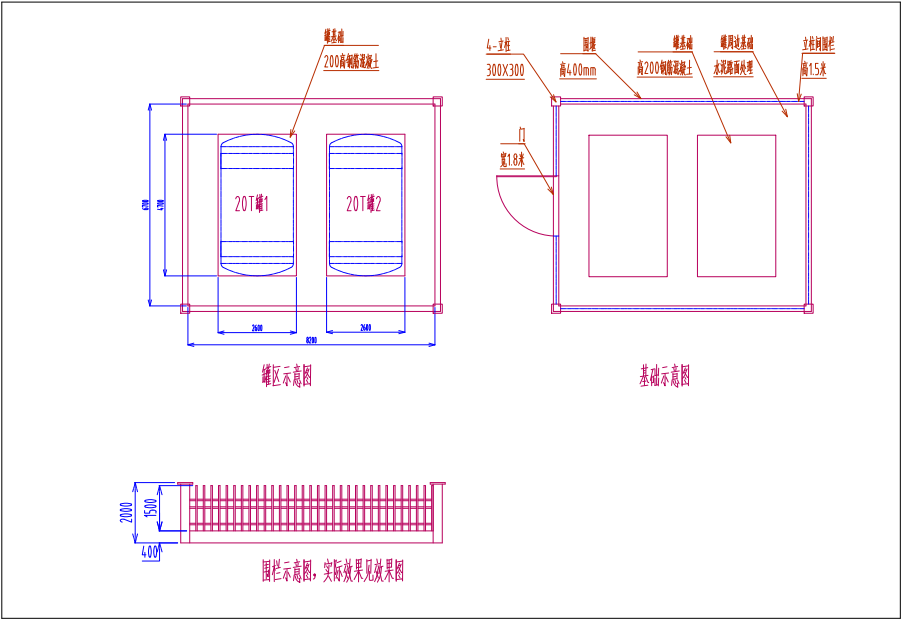 罐基础
200高钢筋混凝土
4-立柱
300×300
围堰
高400mm
罐基础
高200钢筋混凝土
罐周边基础
水泥路面处理
立柱间围栏
高1.5米
门
宽1.8米
6700
4700
20T罐1
20T罐2
2600
2600
8200
罐区示意图
基础示意图
2000
1500
400
围栏示意图，实际效果见效果图